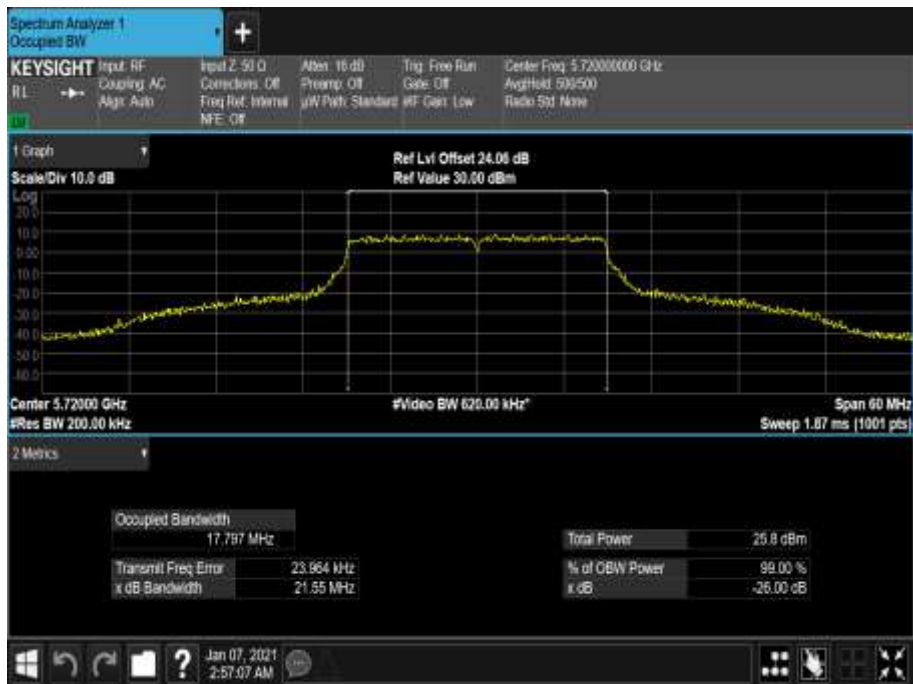 Spectrum Analyzer 1
Occupied BW
KEYSIGHT
Input: RF
Coupling: AC
Align: Auto
Input Z: 50 Ω
Corrections: Off
Freq Ref: Internal
NFE: Off
Atten: 16 dB
Preamp: Off
µW Path: Standard
Trig: Free Run
Gate: Off
#IF Gain: Low
Center Freq: 5.720000000 GHz
Avg|Hold: 500/500
Radio Std: None
1 Graph
Scale/Div 10.0 dB
Ref Lvl Offset 24.06 dB
Ref Value 30.00 dBm
Log
20.0
10.0
0.00
-10.0
-20.0
-30.0
-40.0
-50.0
-60.0
Center 5.72000 GHz
#Video BW 620.00 kHz*
Span 60 MHz
#Res BW 200.00 kHz
Sweep 1.87 ms (1001 pts)
2 Metrics
Occupied Bandwidth
17.797 MHz
Total Power 25.8 dBm
Transmit Freq Error 23.964 kHz
% of OBW Power 99.00 %
x dB Bandwidth 21.55 MHz
x dB -26.00 dB
?
Jan 07, 2021
2:57:07 AM